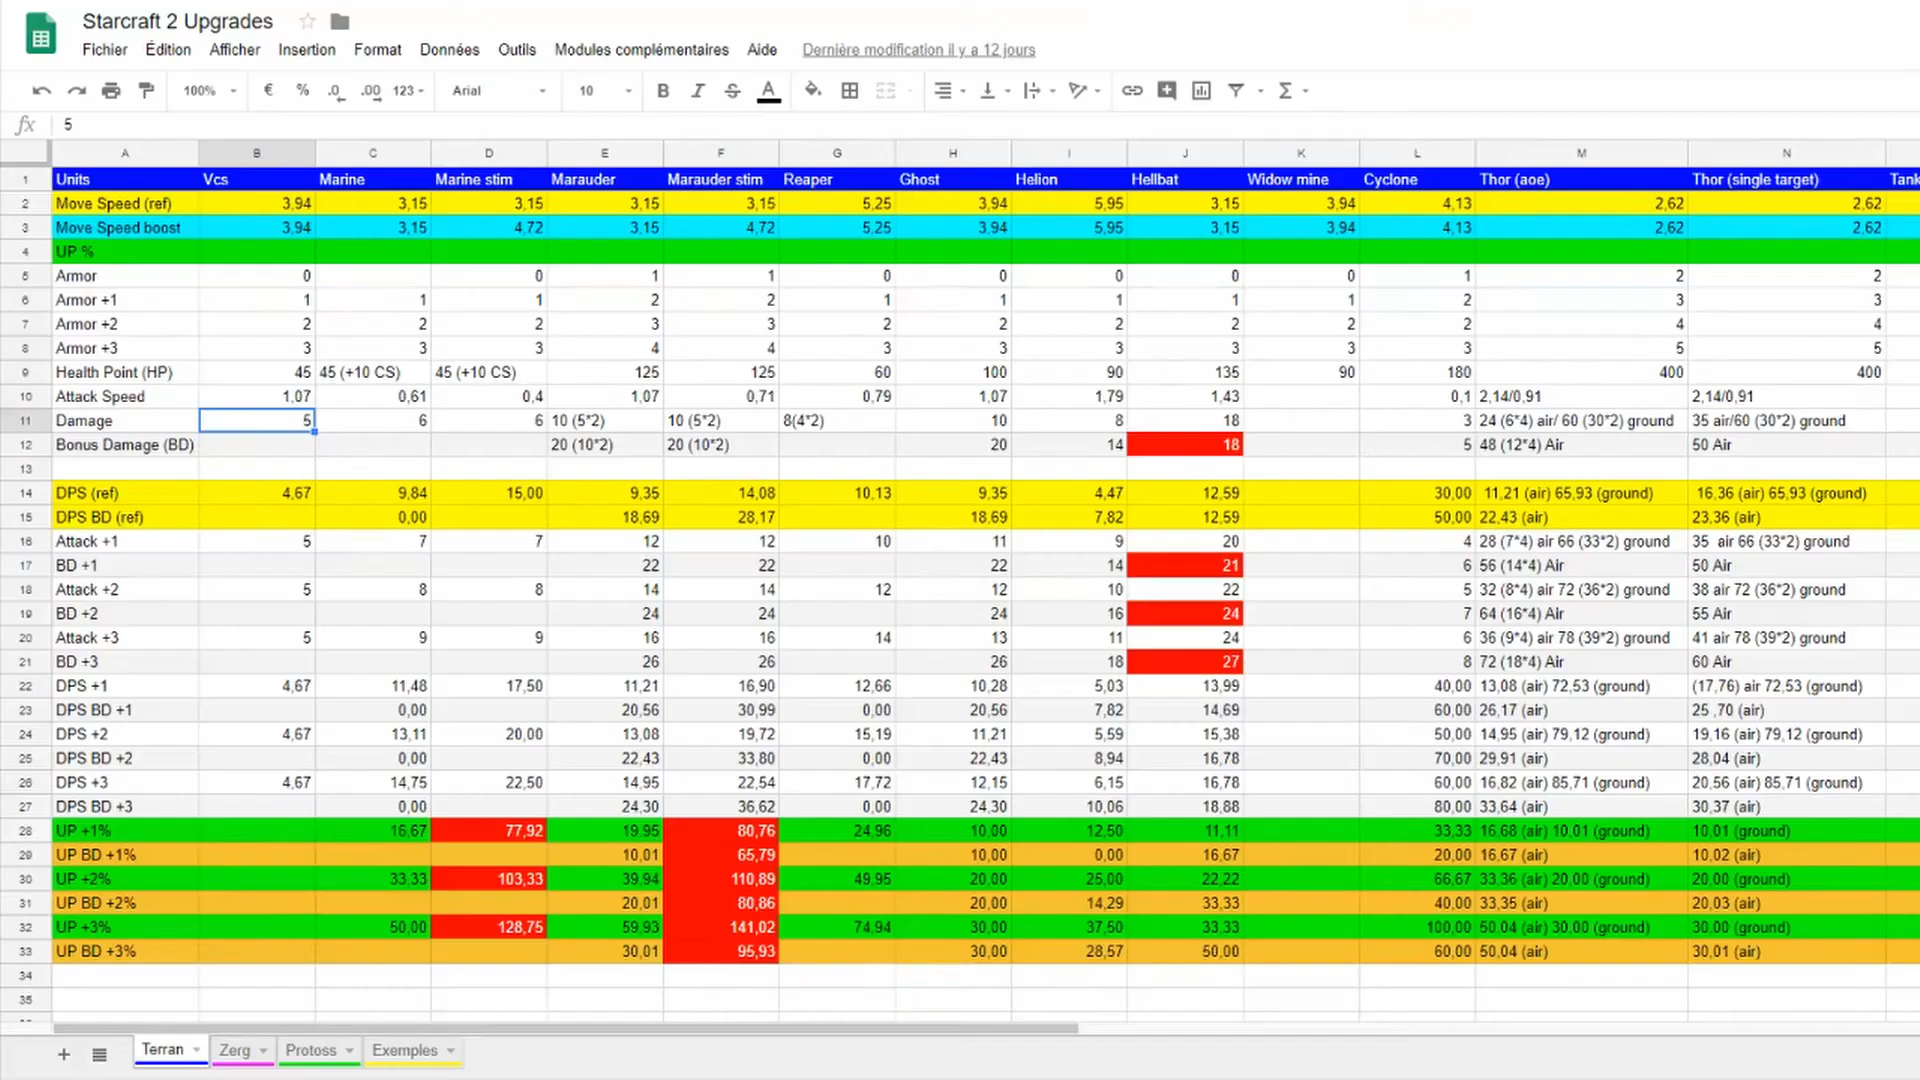 Starcraft 2 Upgrades
Fichier Édition Afficher Insertion Format Données Outils Modules complémentaires Aide Dernière modification il y a 12 jours
100% € % .0 .00 123 Arial 10 B I S A Σ
fx 5
A B C D E F G H I J K L M N
1 Units Vcs Marine Marine stim Marauder Marauder stim Reaper Ghost Helion Hellbat Widow mine Cyclone Thor (aoe) Thor (single target) Tank
2 Move Speed (ref) 3,94 3,15 3,15 3,15 3,15 5,25 3,94 5,95 3,15 3,94 4,13 2,62 2,62
3 Move Speed boost 3,94 3,15 4,72 3,15 4,72 5,25 3,94 5,95 3,15 3,94 4,13 2,62 2,62
4 UP %
5 Armor 0 0 1 1 0 0 0 0 0 1 2 2
6 Armor +1 1 1 1 2 2 1 1 1 1 1 2 3 3
7 Armor +2 2 2 2 3 3 2 2 2 2 2 2 4 4
8 Armor +3 3 3 3 4 4 3 3 3 3 3 3 5 5
9 Health Point (HP) 45 45 (+10 CS) 45 (+10 CS) 125 125 60 100 90 135 90 180 400 400
10 Attack Speed 1,07 0,61 0,4 1,07 0,71 0,79 1,07 1,79 1,43 0,1 2,14/0,91 2,14/0,91
11 Damage 5 6 6 10 (5*2) 10 (5*2) 8(4*2) 10 8 18 3 24 (6*4) air/ 60 (30*2) ground 35 air/60 (30*2) ground
12 Bonus Damage (BD) 20 (10*2) 20 (10*2) 20 14 18 5 48 (12*4) Air 50 Air
13
14 DPS (ref) 4,67 9,84 15,00 9,35 14,08 10,13 9,35 4,47 12,59 30,00 11,21 (air) 65,93 (ground) 16,36 (air) 65,93 (ground)
15 DPS BD (ref) 0,00 18,69 28,17 18,69 7,82 12,59 50,00 22,43 (air) 23,36 (air)
16 Attack +1 5 7 7 12 12 10 11 9 20 4 28 (7*4) air 66 (33*2) ground 35 air 66 (33*2) ground
17 BD +1 22 22 22 14 21 6 56 (14*4) Air 50 Air
18 Attack +2 5 8 8 14 14 12 12 10 22 5 32 (8*4) air 72 (36*2) ground 38 air 72 (36*2) ground
19 BD +2 24 24 24 16 24 7 64 (16*4) Air 55 Air
20 Attack +3 5 9 9 16 16 14 13 11 24 6 36 (9*4) air 78 (39*2) ground 41 air 78 (39*2) ground
21 BD +3 26 26 26 18 27 8 72 (18*4) Air 60 Air
22 DPS +1 4,67 11,48 17,50 11,21 16,90 12,66 10,28 5,03 13,99 40,00 13,08 (air) 72,53 (ground) (17,76) air 72,53 (ground)
23 DPS BD +1 0,00 20,56 30,99 0,00 20,56 7,82 14,69 60,00 26,17 (air) 25 ,70 (air)
24 DPS +2 4,67 13,11 20,00 13,08 19,72 15,19 11,21 5,59 15,38 50,00 14,95 (air) 79,12 (ground) 19,16 (air) 79,12 (ground)
25 DPS BD +2 0,00 22,43 33,80 0,00 22,43 8,94 16,78 70,00 29,91 (air) 28,04 (air)
26 DPS +3 4,67 14,75 22,50 14,95 22,54 17,72 12,15 6,15 16,78 60,00 16,82 (air) 85,71 (ground) 20,56 (air) 85,71 (ground)
27 DPS BD +3 0,00 24.30 36,62 0,00 24.30 10,06 18,88 80,00 33,64 (air) 30,37 (air)
28 UP +1% 16,67 77,92 19,95 80,76 24,96 10,00 12,50 11,11 33,33 16.68 (air) 10,01 (ground) 10,01 (ground)
29 UP BD +1% 10,01 65,79 10,00 0,00 16,67 20,00 16,67 (air) 10,02 (air)
30 UP +2% 33,33 103,33 39,94 110,89 49,95 20,00 25,00 22,22 66,67 33,36 (air) 20,00 (ground) 20,00 (ground)
31 UP BD +2% 20,01 80,86 20,00 14,29 33,33 40,00 33,35 (air) 20,03 (air)
32 UP +3% 50,00 128,75 59,93 141,02 74,94 30,00 37,50 33,33 100,00 50,04 (air) 30,00 (ground) 30,00 (ground)
33 UP BD +3% 30,01 95,93 30,00 28,57 50,00 60,00 50,04 (air) 30,01 (air)
34
35
Terran Zerg Protoss Exemples